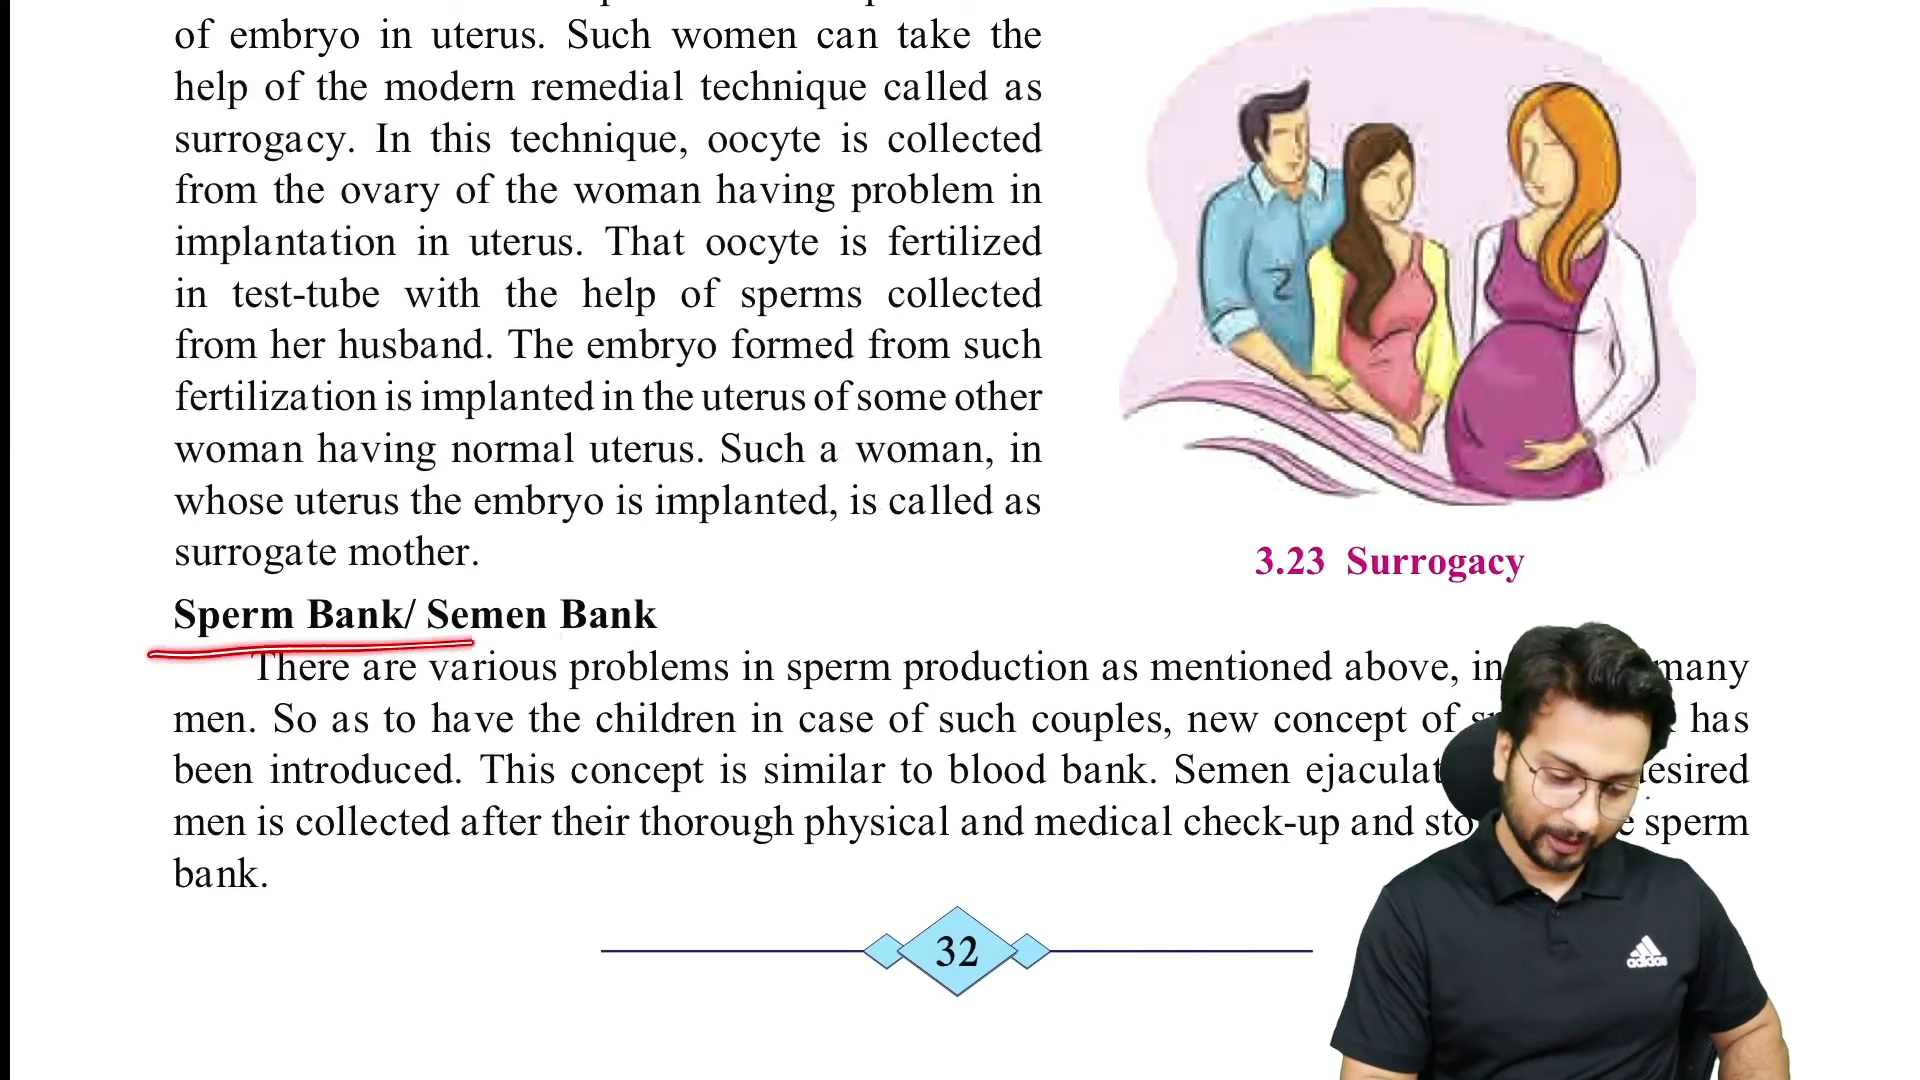 of embryo in uterus. Such women can take the
help of the modern remedial technique called as
surrogacy. In this technique, oocyte is collected
from the ovary of the woman having problem in
implantation in uterus. That oocyte is fertilized
in test-tube with the help of sperms collected
from her husband. The embryo formed from such
fertilization is implanted in the uterus of some other
woman having normal uterus. Such a woman, in
whose uterus the embryo is implanted, is called as
surrogate mother.
3.23 Surrogacy
Sperm Bank/ Semen Bank
There are various problems in sperm production as mentioned above, in many
men. So as to have the children in case of such couples, new concept of has
been introduced. This concept is similar to blood bank. Semen
men is collected after their thorough physical and medical check-up and sperm
bank.
32
adidas